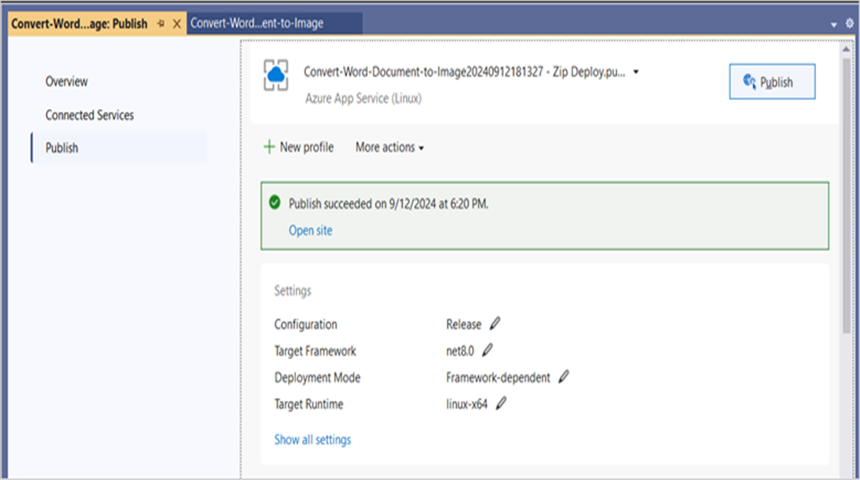 Convert-Word...age: Publish
Convert-Word...ent-to-Image
Overview
Connected Services
Publish
Convert-Word-Document-to-Image20240912181327 - Zip Deploy.pu...
Azure App Service (Linux)
Publish
New profile
More actions
Publish succeeded on 9/12/2024 at 6:20 PM.
Open site
Settings
Configuration Release
Target Framework net8.0
Deployment Mode Framework-dependent
Target Runtime linux-x64
Show all settings